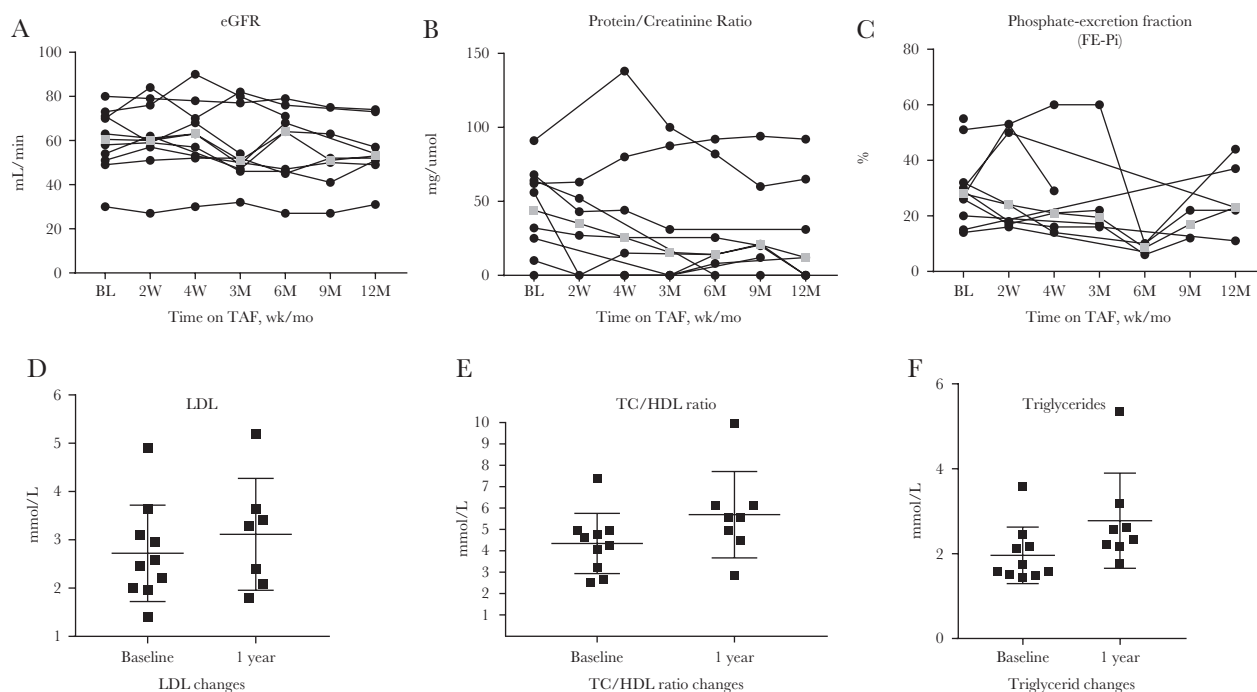 A
eGFR
mL/min
100
80
60
40
20
0
BL 2W 4W 3M 6M 9M 12M
Time on TAF, wk/mo
B
Protein/Creatinine Ratio
mg/umol
150
100
50
0
BL 2W 4W 3M 6M 9M 12M
Time on TAF, wk/mo
C
Phosphate-excretion fraction
(FE-Pi)
%
80
60
40
20
0
BL 2W 4W 3M 6M 9M 12M
Time on TAF, wk/mo
D
LDL
mmol/L
6
5
4
3
2
1
Baseline 1 year
LDL changes
E
TC/HDL ratio
mmol/L
10
9
8
7
6
5
4
3
2
1
Baseline 1 year
TC/HDL ratio changes
F
Triglycerides
mmol/L
6
4
2
0
Baseline 1 year
Triglycerid changes